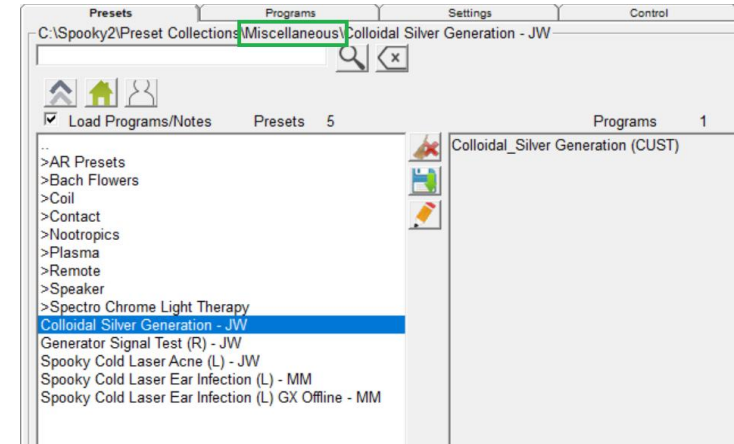 Presets Programs Settings Control
C:\Spooky2\Preset Collections\Miscellaneous\Colloidal Silver Generation - JW
Load Programs/Notes Presets 5 Programs 1
..
>AR Presets
>Bach Flowers
>Coil
>Contact
>Nootropics
>Plasma
>Remote
>Speaker
>Spectro Chrome Light Therapy
Colloidal Silver Generation - JW
Generator Signal Test (R) - JW
Spooky Cold Laser Acne (L) - JW
Spooky Cold Laser Ear Infection (L) - MM
Spooky Cold Laser Ear Infection (L) GX Offline - MM
Colloidal_Silver Generation (CUST)